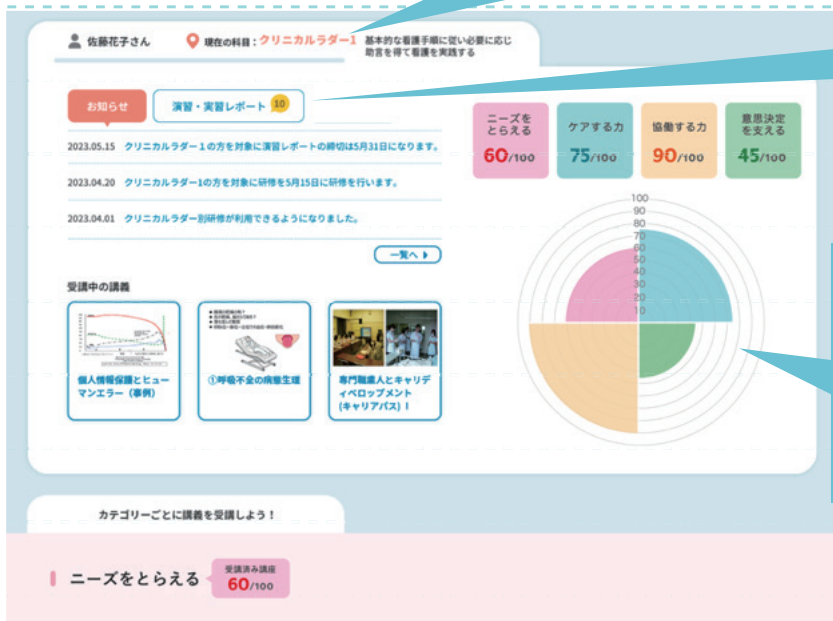 佐藤花子さん
現在の科目：クリニカルラダー1
基本的な看護手順に従い必要に応じ
助言を得て看護を実践する
お知らせ
演習・実習レポート 10
2023.05.15 クリニカルラダー１の方を対象に演習レポートの締切は5月31日になります。
2023.04.20 クリニカルラダー1の方を対象に研修を5月15日に研修を行います。
2023.04.01 クリニカルラダー別研修が利用できるようになりました。
一覧へ
受講中の講義
個人情報保護とヒュー
マンエラー（事例）
①呼吸不全の病態生理
専門職業人とキャリデ
ィベロップメント
(キャリアパス) I
ニーズを
とらえる
60/100
ケアする力
75/100
協働する力
90/100
意思決定
を支える
45/100
100
90
80
70
60
50
40
30
20
10
カテゴリーごとに講義を受講しよう！
ニーズをとらえる
受講済み講座
60/100